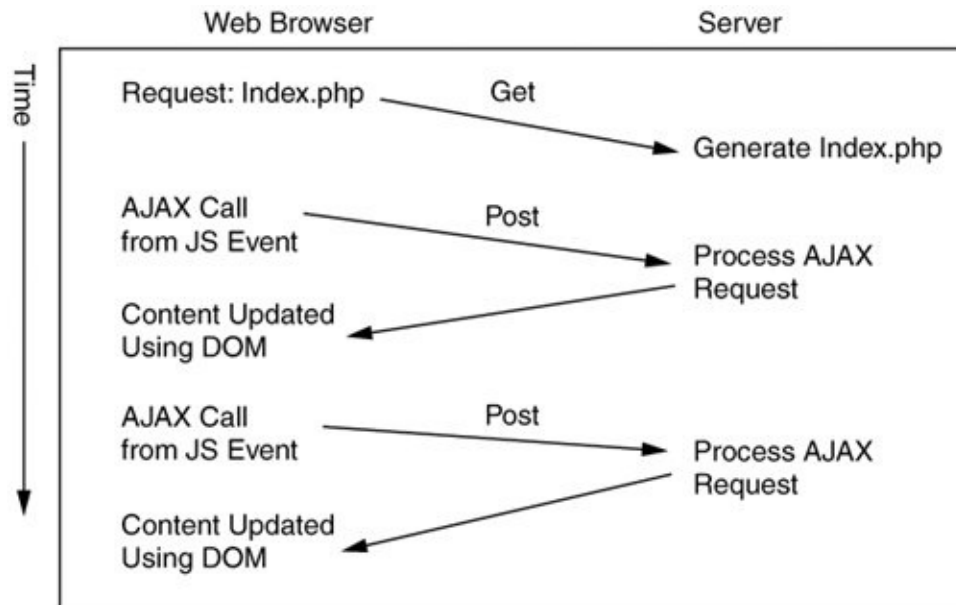 Web Browser
Server
Time
Request: Index.php
Get
Generate Index.php
AJAX Call
from JS Event
Post
Process AJAX
Request
Content Updated
Using DOM
AJAX Call
from JS Event
Post
Process AJAX
Request
Content Updated
Using DOM